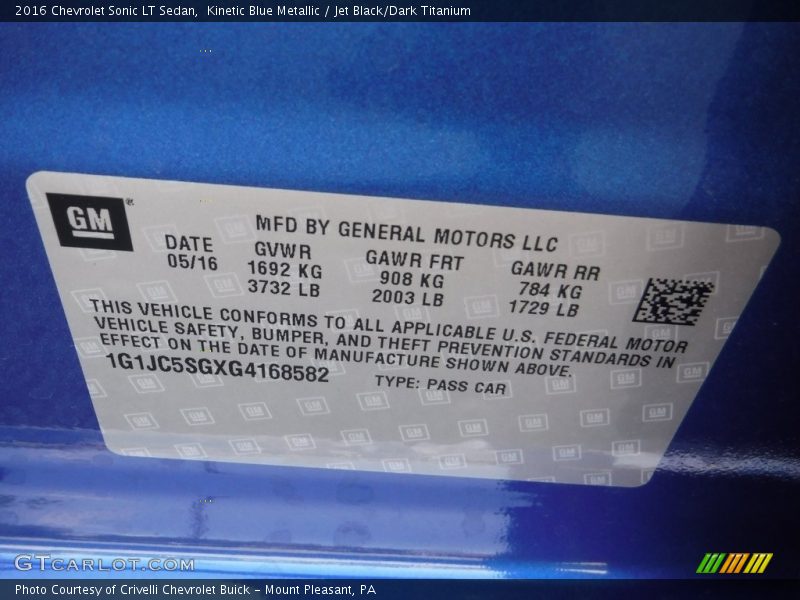 2016 Chevrolet Sonic LT Sedan,  Kinetic Blue Metallic / Jet Black/Dark Titanium
GM®
MFD BY GENERAL MOTORS LLC
DATE GVWR GAWR FRT GAWR RR
05/16 1692 KG 908 KG 784 KG
3732 LB 2003 LB 1729 LB
THIS VEHICLE CONFORMS TO ALL APPLICABLE U.S. FEDERAL MOTOR
VEHICLE SAFETY, BUMPER, AND THEFT PREVENTION STANDARDS IN
EFFECT ON THE DATE OF MANUFACTURE SHOWN ABOVE.
1G1JC5SGXG4168582 TYPE: PASS CAR
GTCARLOT.COM
Photo Courtesy of Crivelli Chevrolet Buick – Mount Pleasant, PA